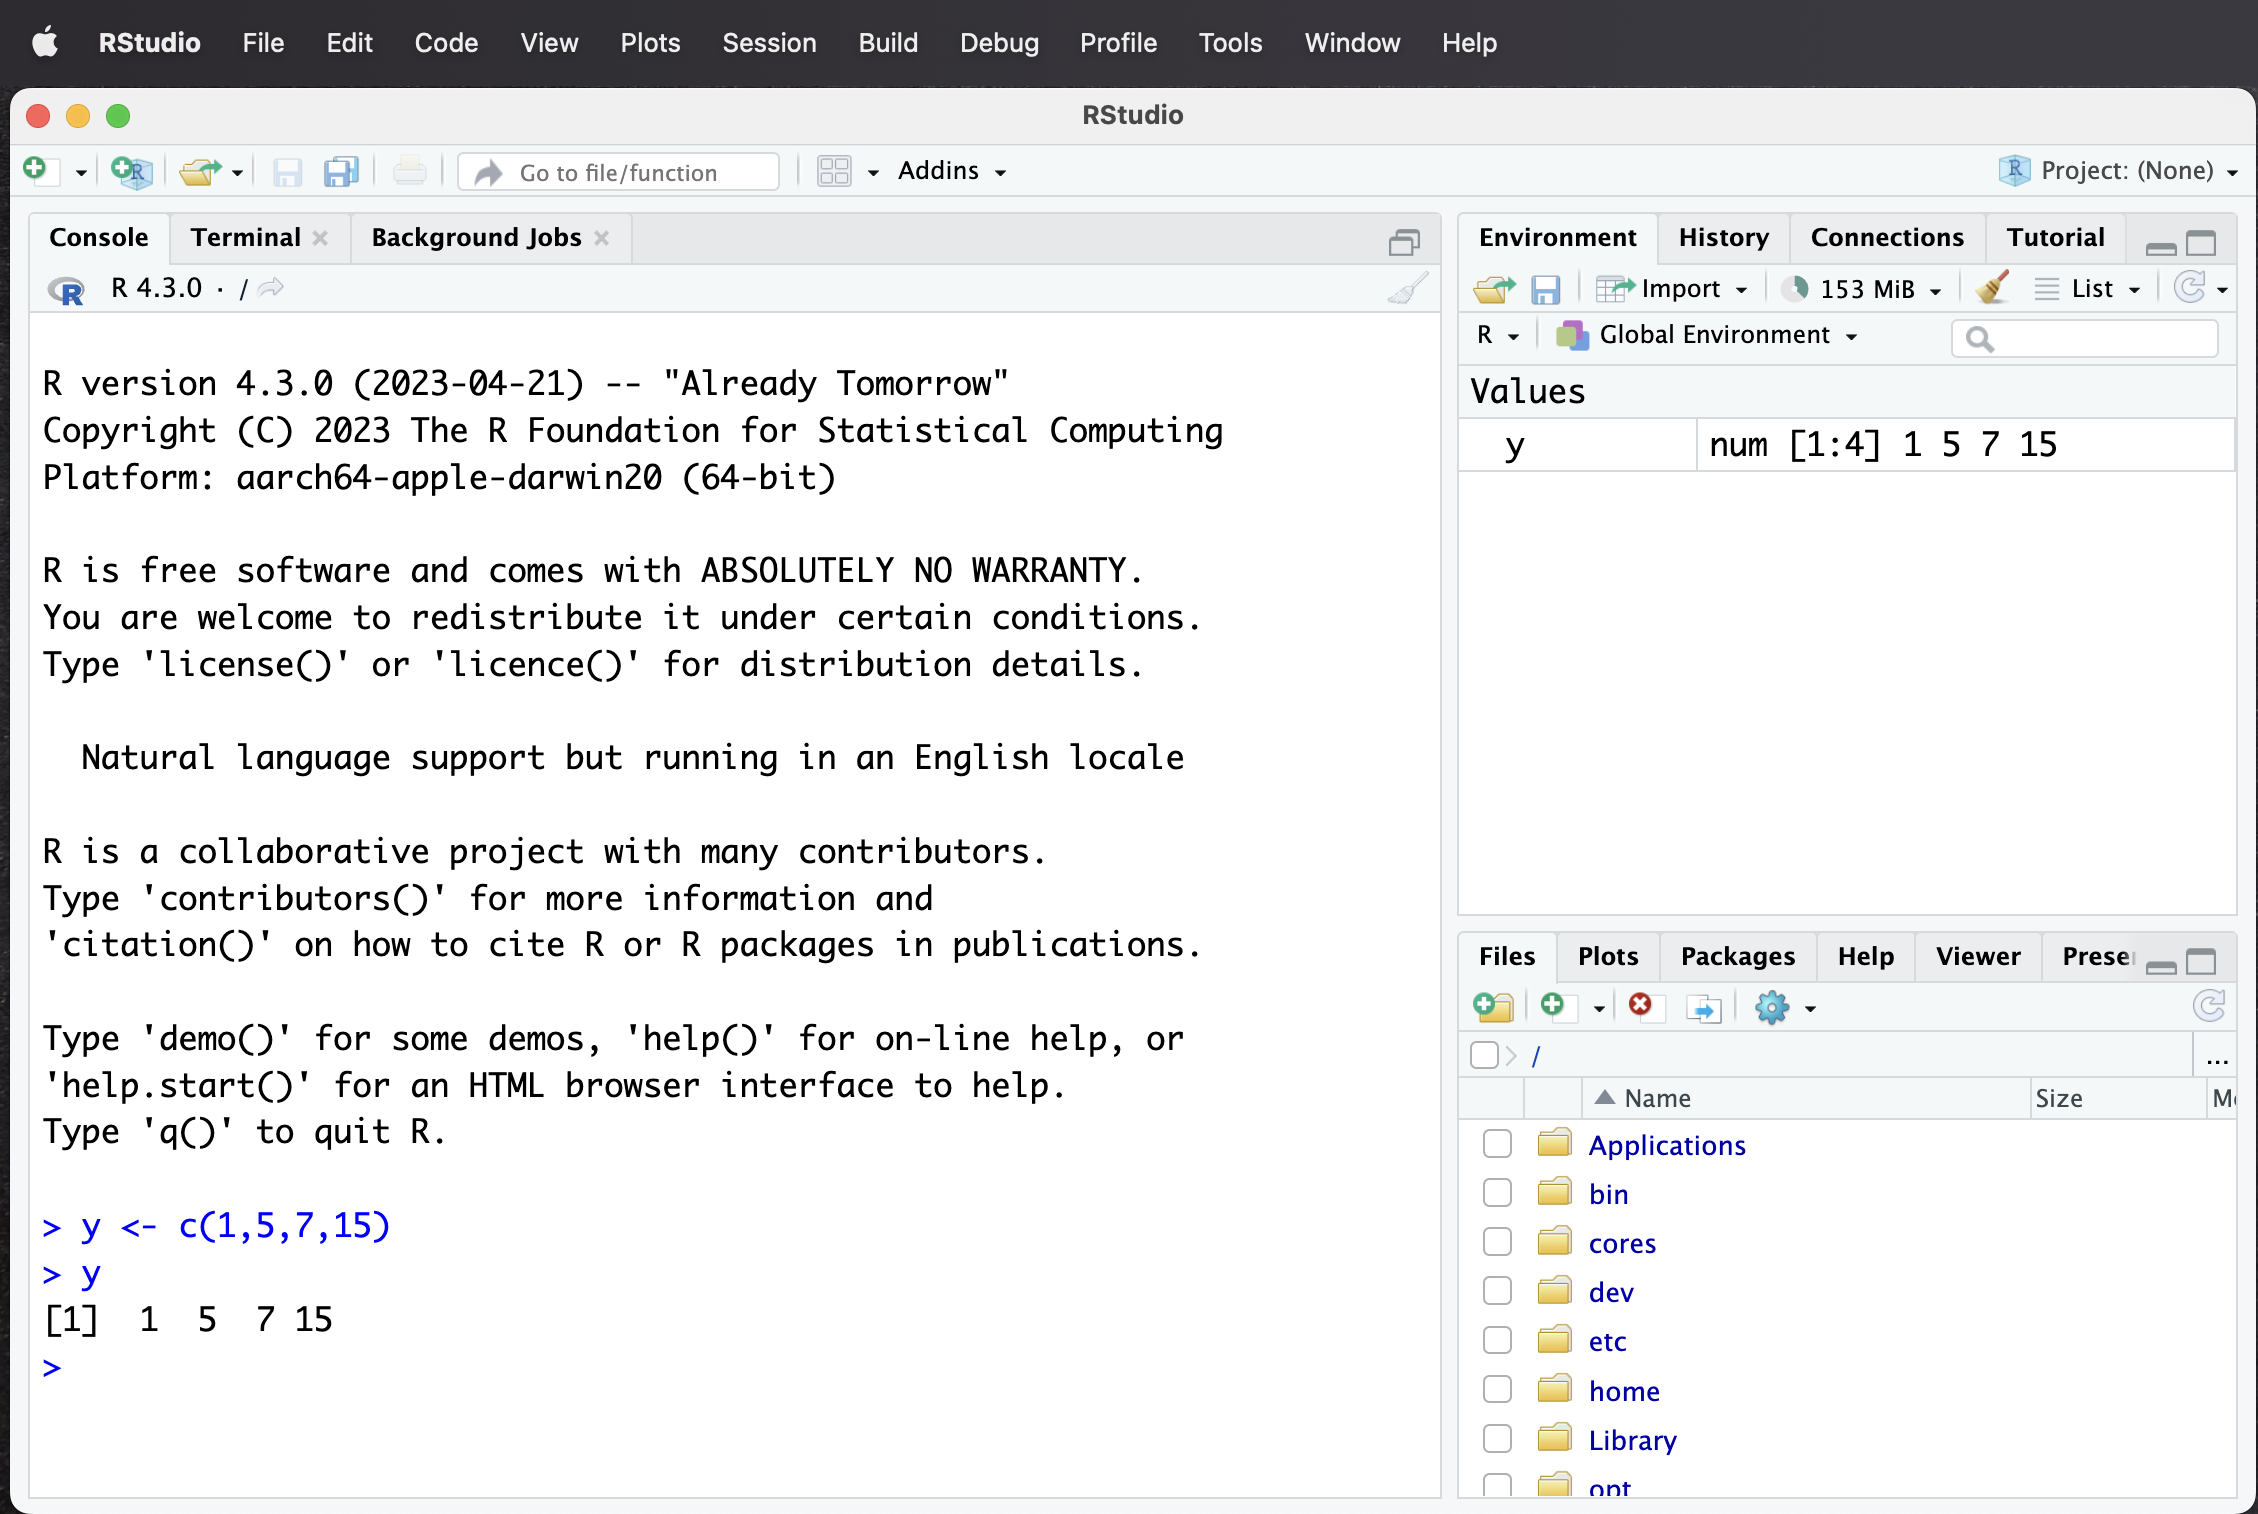 RStudio File Edit Code View Plots Session Build Debug Profile Tools Window Help
RStudio
Go to file/function Addins Project: (None)
Console Terminal Background Jobs
R 4.3.0 · /
R version 4.3.0 (2023-04-21) -- "Already Tomorrow"
Copyright (C) 2023 The R Foundation for Statistical Computing
Platform: aarch64-apple-darwin20 (64-bit)
R is free software and comes with ABSOLUTELY NO WARRANTY.
You are welcome to redistribute it under certain conditions.
Type 'license()' or 'licence()' for distribution details.
Natural language support but running in an English locale
R is a collaborative project with many contributors.
Type 'contributors()' for more information and
'citation()' on how to cite R or R packages in publications.
Type 'demo()' for some demos, 'help()' for on-line help, or
'help.start()' for an HTML browser interface to help.
Type 'q()' to quit R.
> y <- c(1,5,7,15)
> y
[1]  1  5  7 15
>
Environment History Connections Tutorial
Import 153 MiB List
R Global Environment
Values
y num [1:4] 1 5 7 15
Files Plots Packages Help Viewer Prese
/ ...
Name Size M
Applications
bin
cores
dev
etc
home
Library
opt